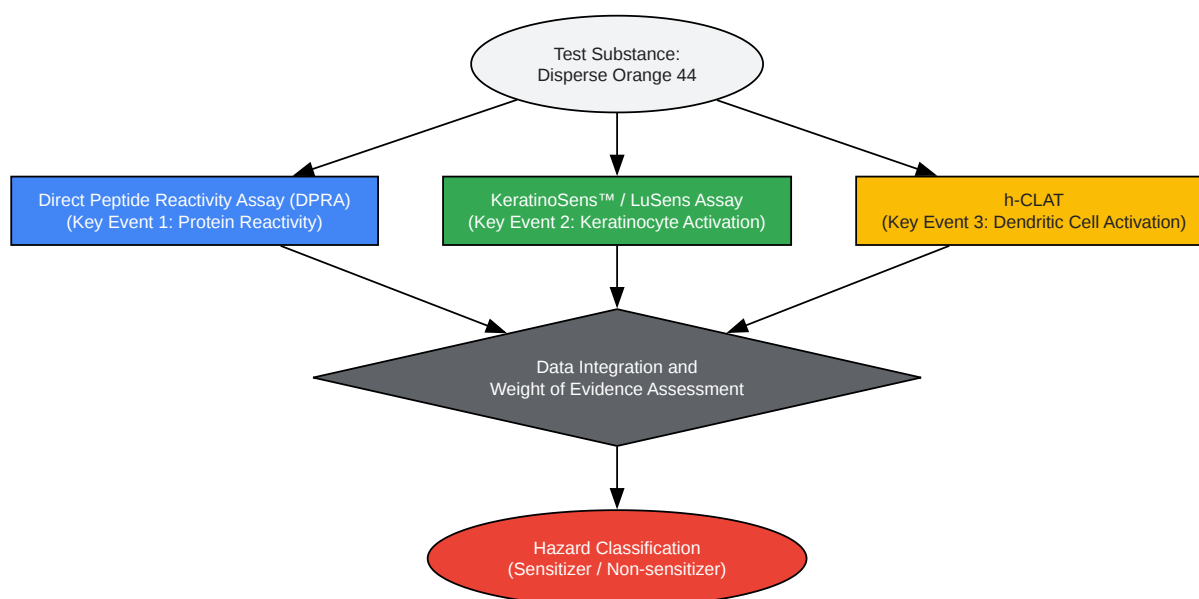 Test Substance:
Disperse Orange 44
Direct Peptide Reactivity Assay (DPRA)
(Key Event 1: Protein Reactivity)
KeratinoSens™ / LuSens Assay
(Key Event 2: Keratinocyte Activation)
h-CLAT
(Key Event 3: Dendritic Cell Activation)
Data Integration and
Weight of Evidence Assessment
Hazard Classification
(Sensitizer / Non-sensitizer)